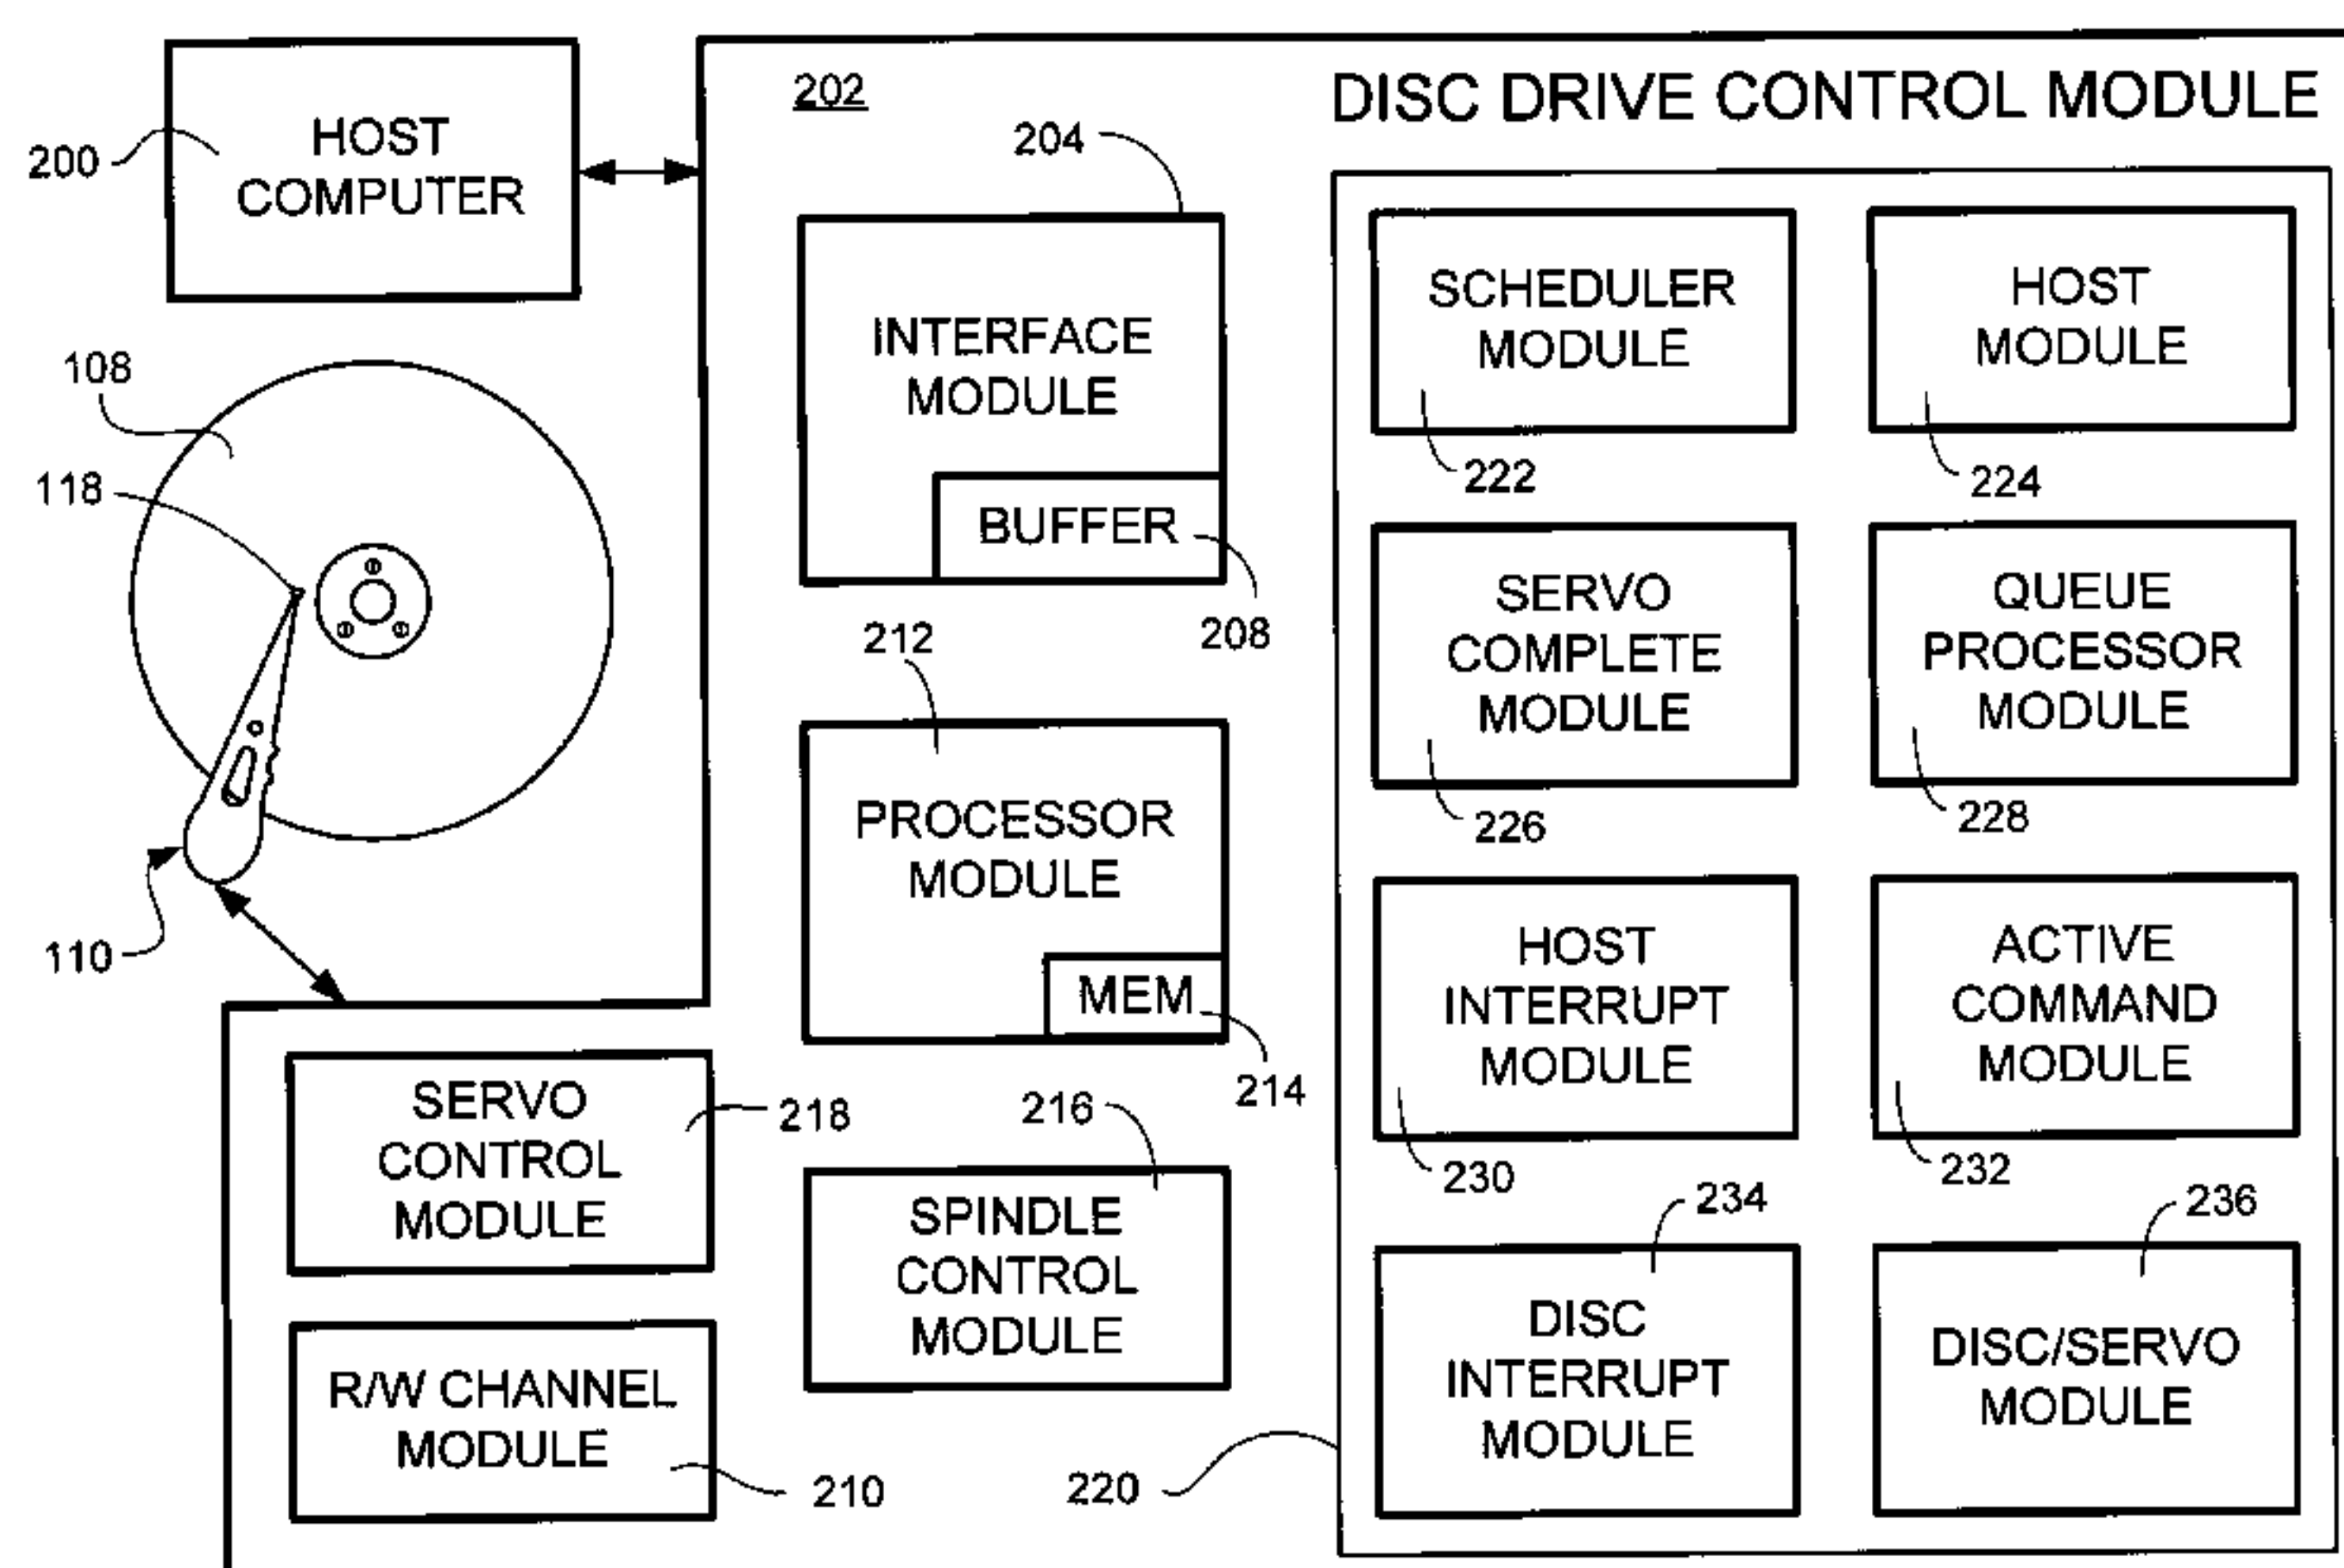 DISC DRIVE CONTROL MODULE
202
200
HOST
COMPUTER
108
118
110
204
INTERFACE
MODULE
BUFFER
208
212
PROCESSOR
MODULE
MEM
214
216
SPINDLE
CONTROL
MODULE
SERVO
CONTROL
MODULE
218
R/W CHANNEL
MODULE
210
220
SCHEDULER
MODULE
222
HOST
MODULE
224
SERVO
COMPLETE
MODULE
226
QUEUE
PROCESSOR
MODULE
228
HOST
INTERRUPT
MODULE
230
ACTIVE
COMMAND
MODULE
232
234
DISC
INTERRUPT
MODULE
236
DISC/SERVO
MODULE